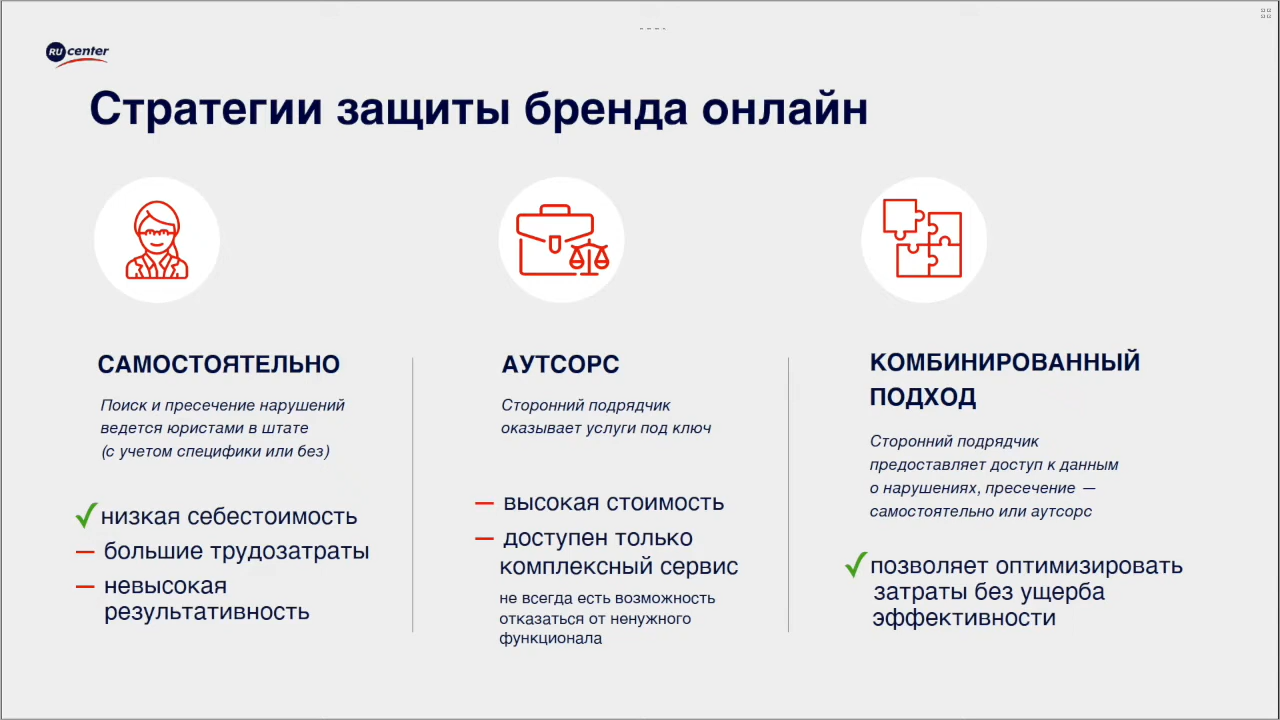 RU center
Стратегии защиты бренда онлайн
САМОСТОЯТЕЛЬНО
Поиск и пресечение нарушений
ведется юристами в штате
(с учетом специфики или без)
низкая себестоимость
— большие трудозатраты
— невысокая
результативность
АУТСОРС
Сторонний подрядчик
оказывает услуги под ключ
— высокая стоимость
— доступен только
комплексный сервис
не всегда есть возможность
отказаться от ненужного
функционала
КОМБИНИРОВАННЫЙ
ПОДХОД
Сторонний подрядчик
предоставляет доступ к данным
о нарушениях, пресечение —
самостоятельно или аутсорс
позволяет оптимизировать
затраты без ущерба
эффективности